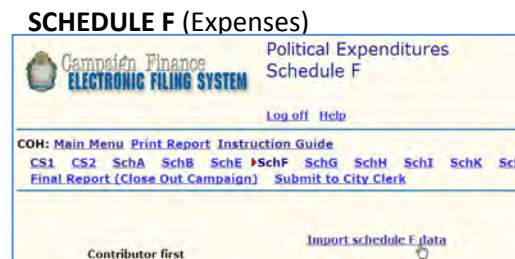 SCHEDULE F (Expenses)
Campaign Finance
ELECTRONIC FILING SYSTEM
Political Expenditures
Schedule F
Log off Help
COH: Main Menu Print Report Instruction Guide
CS1 CS2 SchA SchB SchE SchF SchG SchH SchI SchK
Final Report (Close Out Campaign) Submit to City Clerk
Import schedule F data
Contributor first